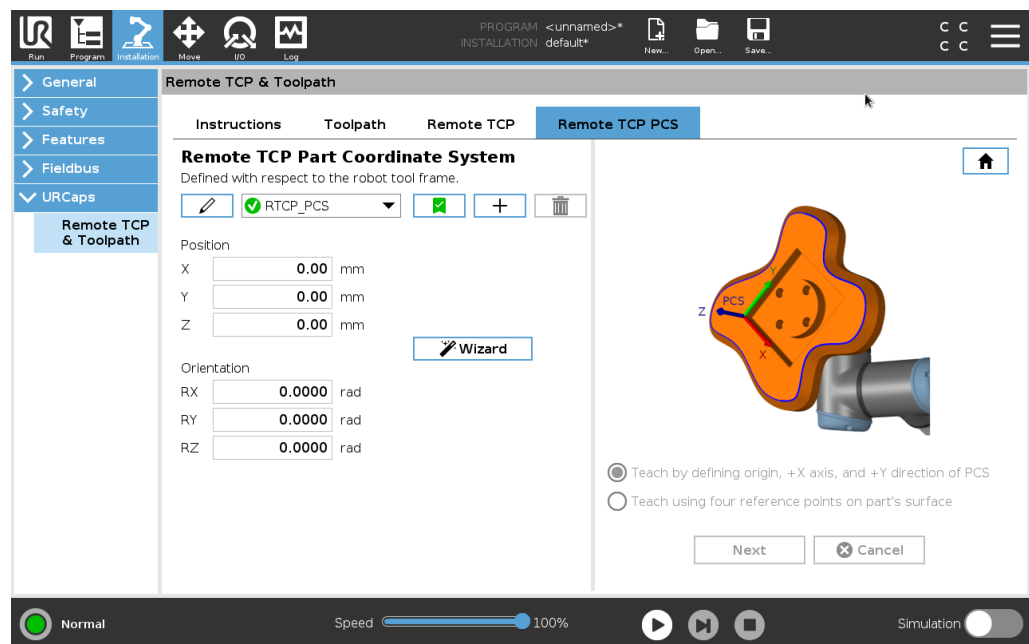 PROGRAM <unnamed>*
INSTALLATION default*
C C
C C
UR
Run
Program
Installation
Move
I/O
Log
New...
Open...
Save...
General
Safety
Features
Fieldbus
URCaps
Remote TCP
& Toolpath
Remote TCP & Toolpath
Instructions
Toolpath
Remote TCP
Remote TCP PCS
Remote TCP Part Coordinate System
Defined with respect to the robot tool frame.
RTCP_PCS
Position
X 0.00 mm
Y 0.00 mm
Z 0.00 mm
Wizard
Orientation
RX 0.0000 rad
RY 0.0000 rad
RZ 0.0000 rad
Y
PCS
Z
X
Teach by defining origin, +X axis, and +Y direction of PCS
Teach using four reference points on part's surface
Next
Cancel
Normal
Speed
100%
Simulation